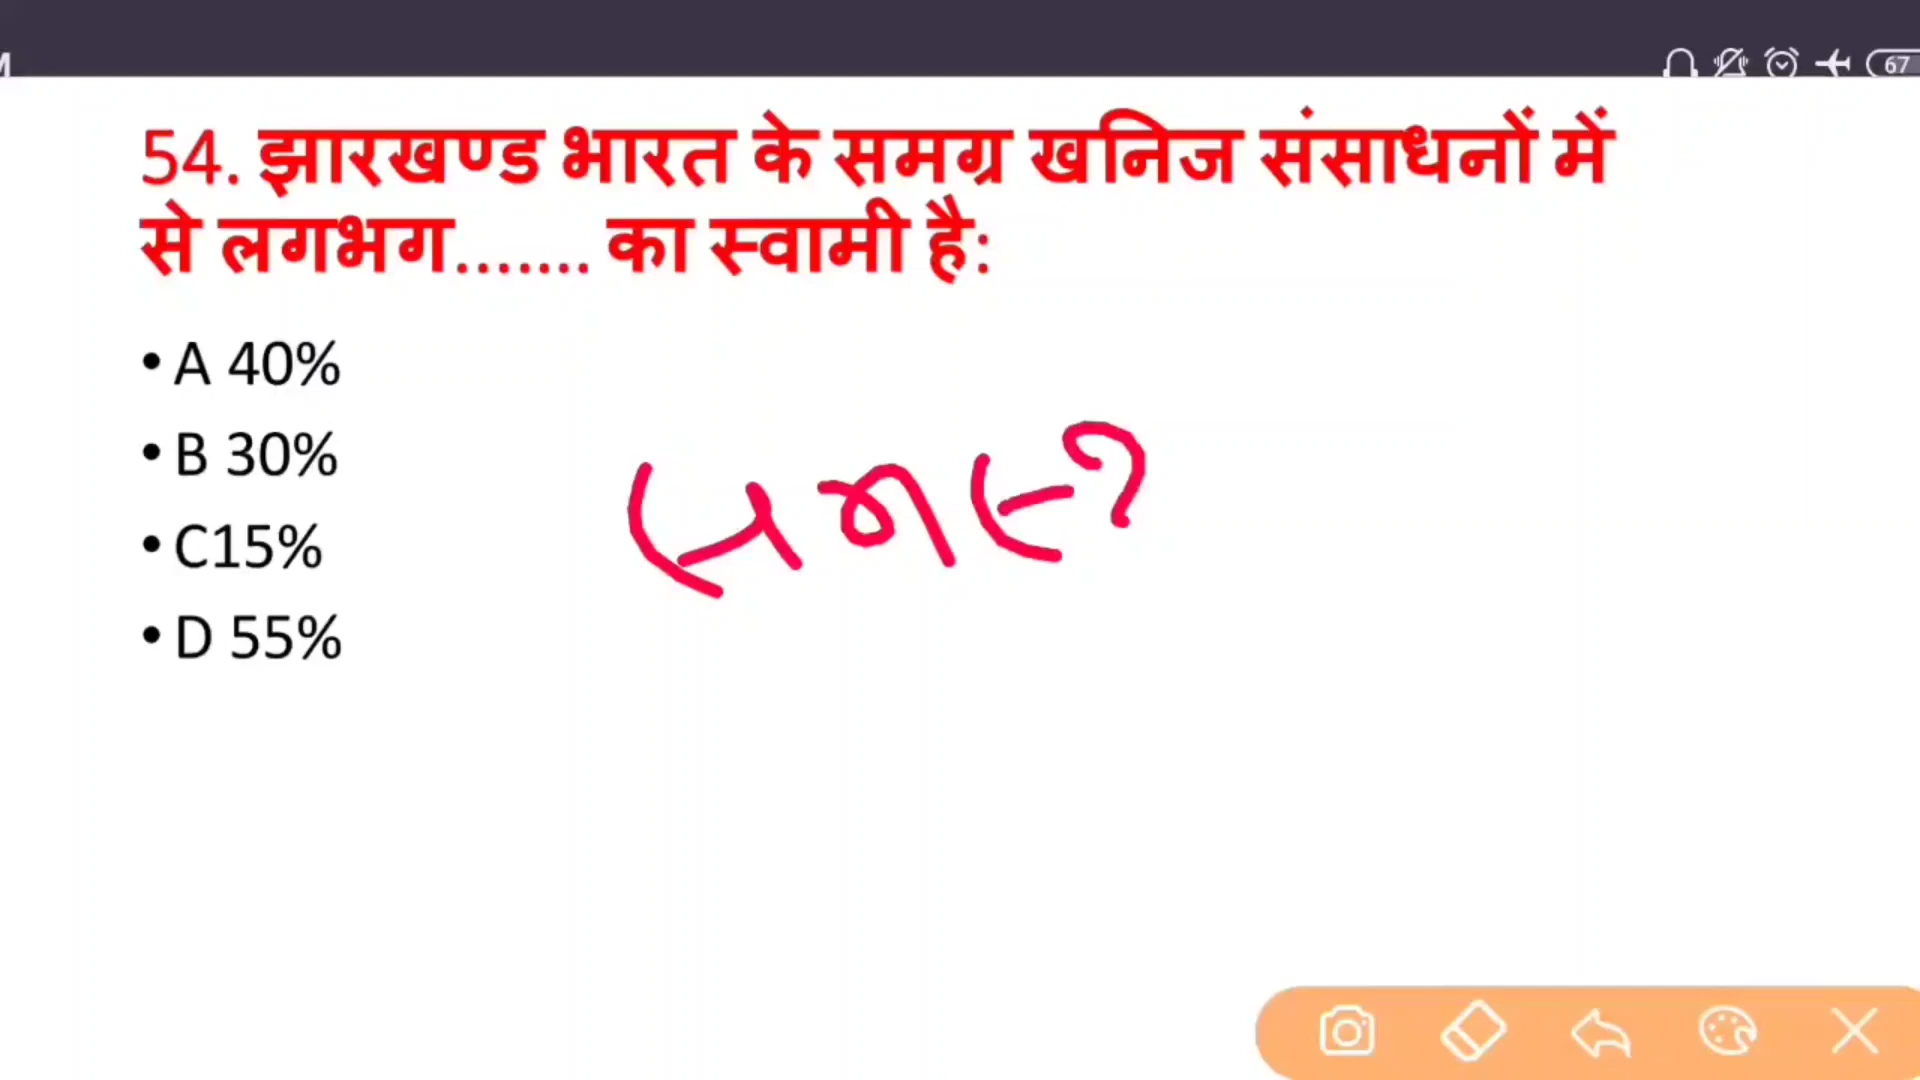 67
54. झारखण्ड भारत के समग्र खनिज संसाधनों में
से लगभग....... का स्वामी है:
• A 40%
• B 30%
• C15%
• D 55%